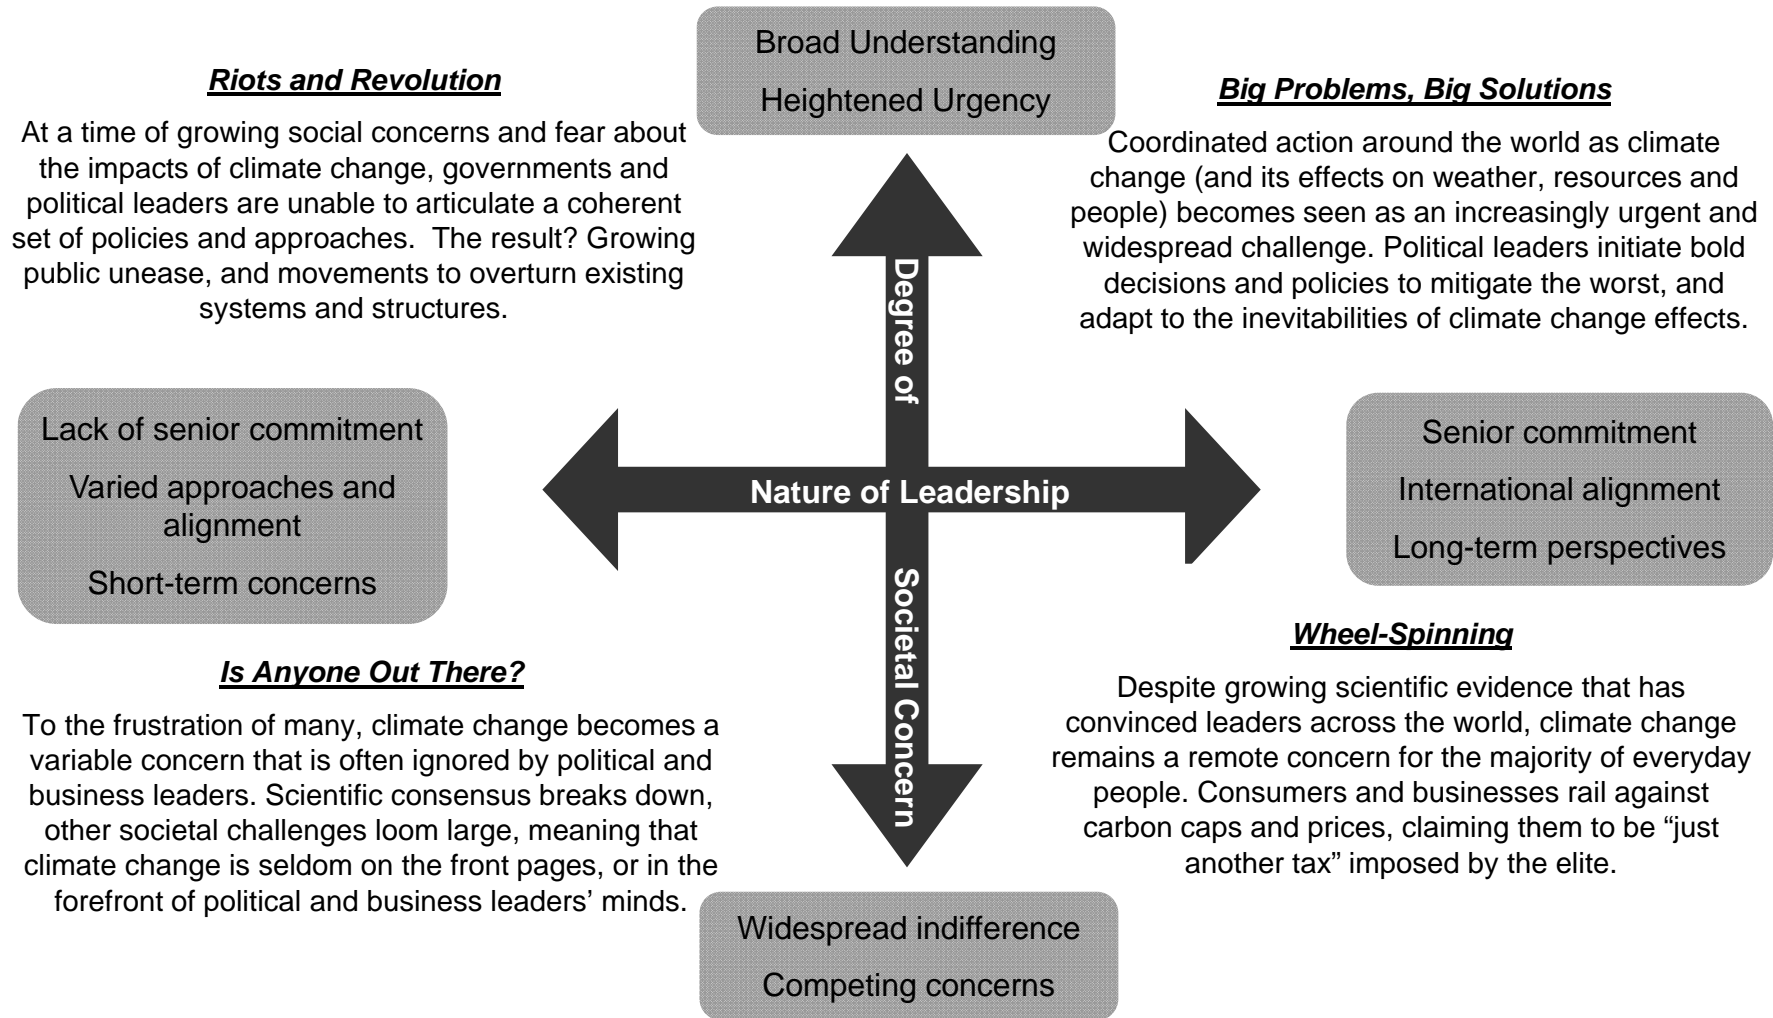 Broad Understanding
Heightened Urgency
Riots and Revolution
At a time of growing social concerns and fear about
the impacts of climate change, governments and
political leaders are unable to articulate a coherent
set of policies and approaches.  The result? Growing
public unease, and movements to overturn existing
systems and structures.
Big Problems, Big Solutions
Coordinated action around the world as climate
change (and its effects on weather, resources and
people) becomes seen as an increasingly urgent and
widespread challenge. Political leaders initiate bold
decisions and policies to mitigate the worst, and
adapt to the inevitabilities of climate change effects.
Lack of senior commitment
Varied approaches and
alignment
Short-term concerns
Degree of
Societal Concern
Nature of Leadership
Senior commitment
International alignment
Long-term perspectives
Is Anyone Out There?
To the frustration of many, climate change becomes a
variable concern that is often ignored by political and
business leaders. Scientific consensus breaks down,
other societal challenges loom large, meaning that
climate change is seldom on the front pages, or in the
forefront of political and business leaders’ minds.
Wheel-Spinning
Despite growing scientific evidence that has
convinced leaders across the world, climate change
remains a remote concern for the majority of everyday
people. Consumers and businesses rail against
carbon caps and prices, claiming them to be “just
another tax” imposed by the elite.
Widespread indifference
Competing concerns